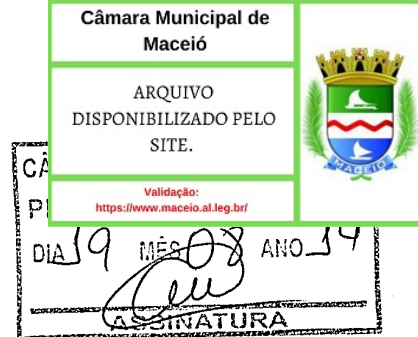 Câmara Municipal de
Maceió
ARQUIVO
DISPONIBILIZADO PELO
SITE.
MACEIÓ
Validação:
https://www.maceio.al.leg.br/
DIA 19 MÊS 08 ANO 14
ASSINATURA